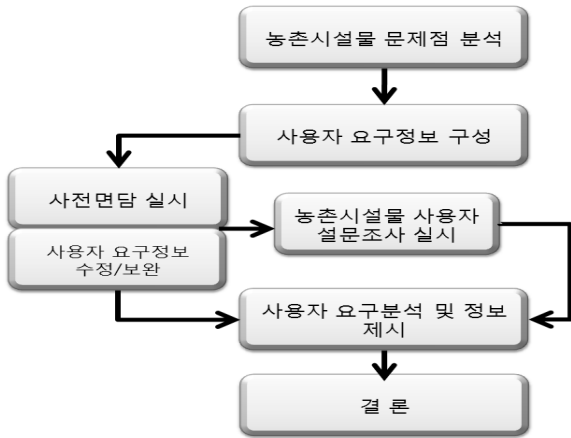 농촌시설물 문제점 분석
사용자 요구정보 구성
사전면담 실시
사용자 요구정보
수정/보완
농촌시설물 사용자
설문조사 실시
사용자 요구분석 및 정보
제시
결 론